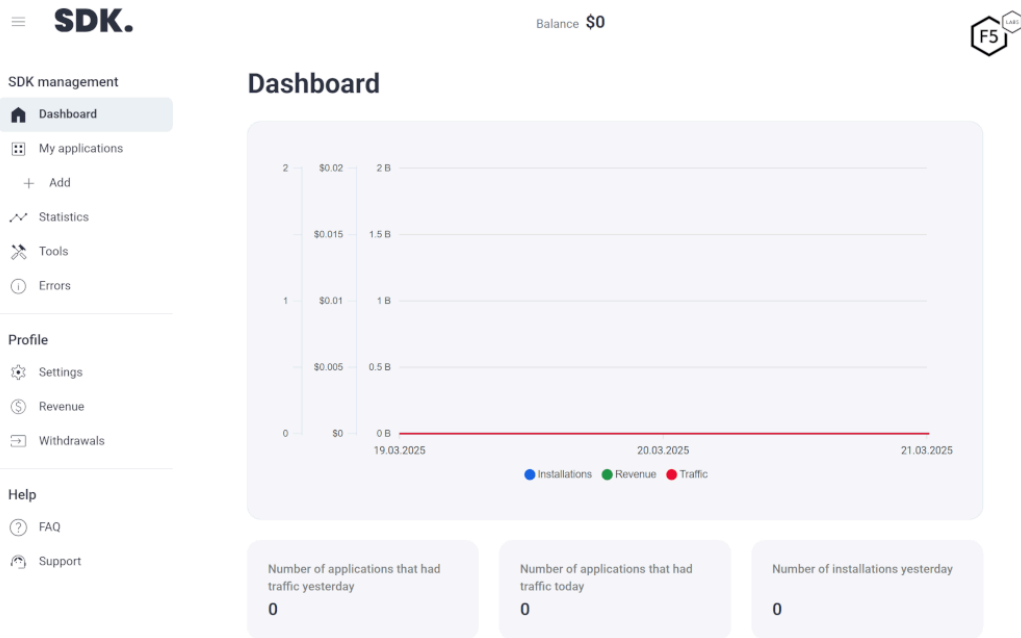 SDK.
Balance $0
F5
LABS
SDK management
Dashboard
My applications
Add
Statistics
Tools
Errors
Profile
Settings
Revenue
Withdrawals
Help
FAQ
Support
Dashboard
2 $0.02 2 B
$0.015 1.5 B
1 $0.01 1 B
$0.005 0.5 B
0 $0 0 B
19.03.2025 20.03.2025 21.03.2025
Installations Revenue Traffic
Number of applications that had
traffic yesterday
0
Number of applications that had
traffic today
0
Number of installations yesterday
0